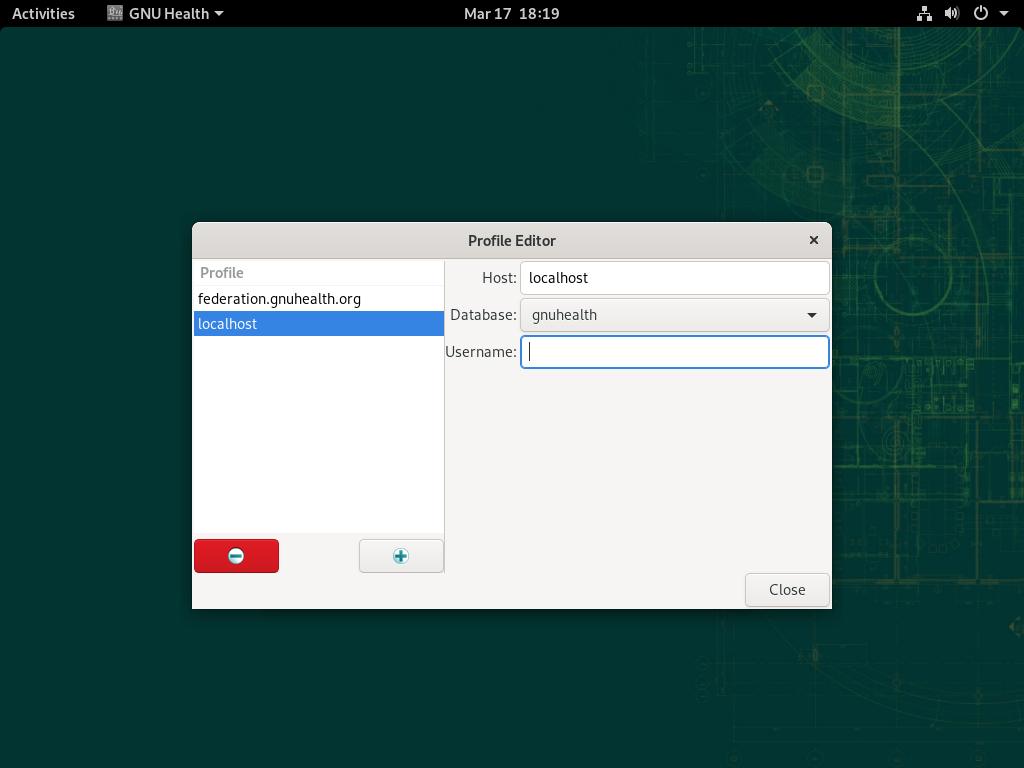 Activities GNU Health Mar 17 18:19
Profile Editor
Profile
federation.gnuhealth.org
localhost
Host: localhost
Database: gnuhealth
Username:
Close